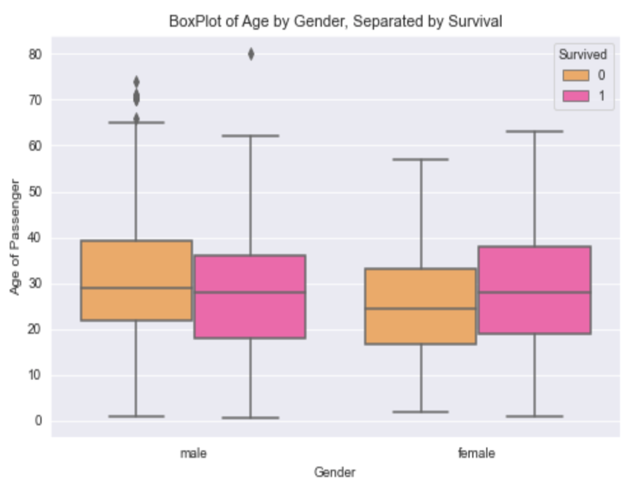 BoxPlot of Age by Gender, Separated by Survival
Survived
0
1
80
70
60
50
40
30
20
10
0
Age of Passenger
male
female
Gender